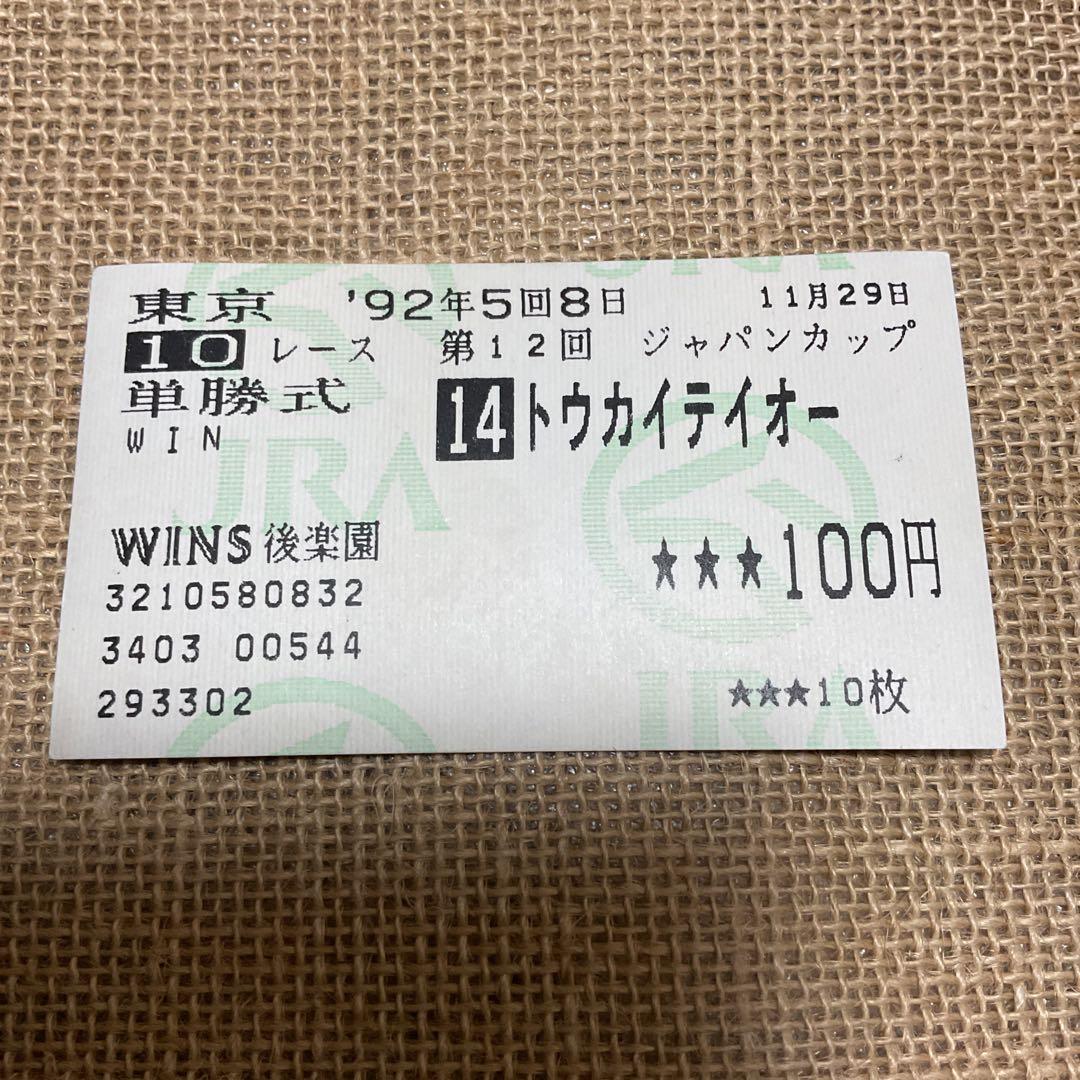 東京 '92年5回8日 11月29日
10 レース 第12回 ジャパンカップ
単勝式 14 トウカイテイオー
WIN
JRA
JRA
WINS 後楽園 ★★★100円
3210580832
3403 00544
293302 ★★★10枚
JRA